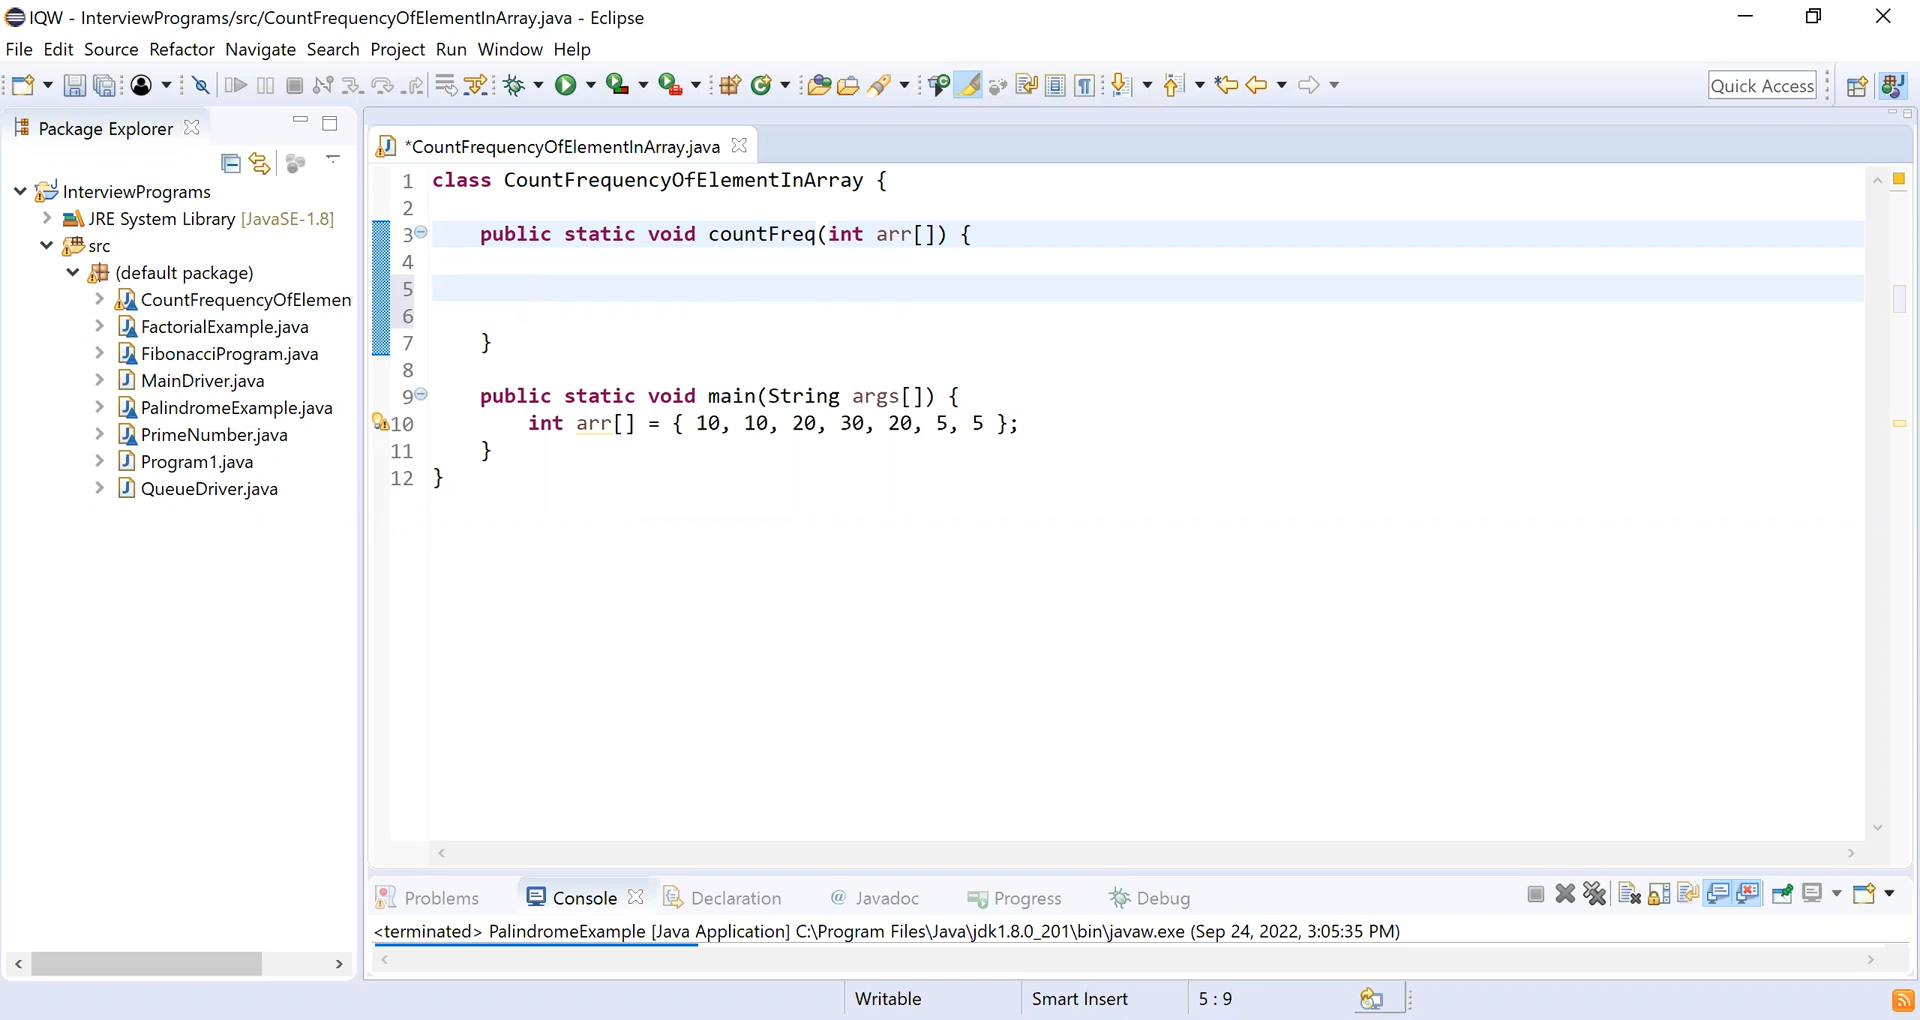 IQW - InterviewPrograms/src/CountFrequencyOfElementInArray.java - Eclipse
File Edit Source Refactor Navigate Search Project Run Window Help
Quick Access
Package Explorer
*CountFrequencyOfElementInArray.java
InterviewPrograms
JRE System Library [JavaSE-1.8]
src
(default package)
CountFrequencyOfElemen
FactorialExample.java
FibonacciProgram.java
MainDriver.java
PalindromeExample.java
PrimeNumber.java
Program1.java
QueueDriver.java
1 class CountFrequencyOfElementInArray {
2
3 public static void countFreq(int arr[]) {
4
5
6
7 }
8
9 public static void main(String args[]) {
10 int arr[] = { 10, 10, 20, 30, 20, 5, 5 };
11 }
12 }
Problems Console Declaration @ Javadoc Progress Debug
<terminated> PalindromeExample [Java Application] C:\Program Files\Java\jdk1.8.0_201\bin\javaw.exe (Sep 24, 2022, 3:05:35 PM)
Writable Smart Insert 5 : 9